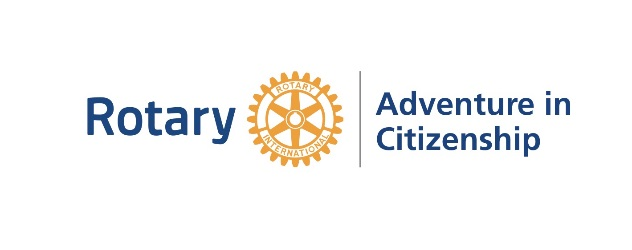 Rotary
ROTARY
INTERNATIONAL
Adventure in
Citizenship